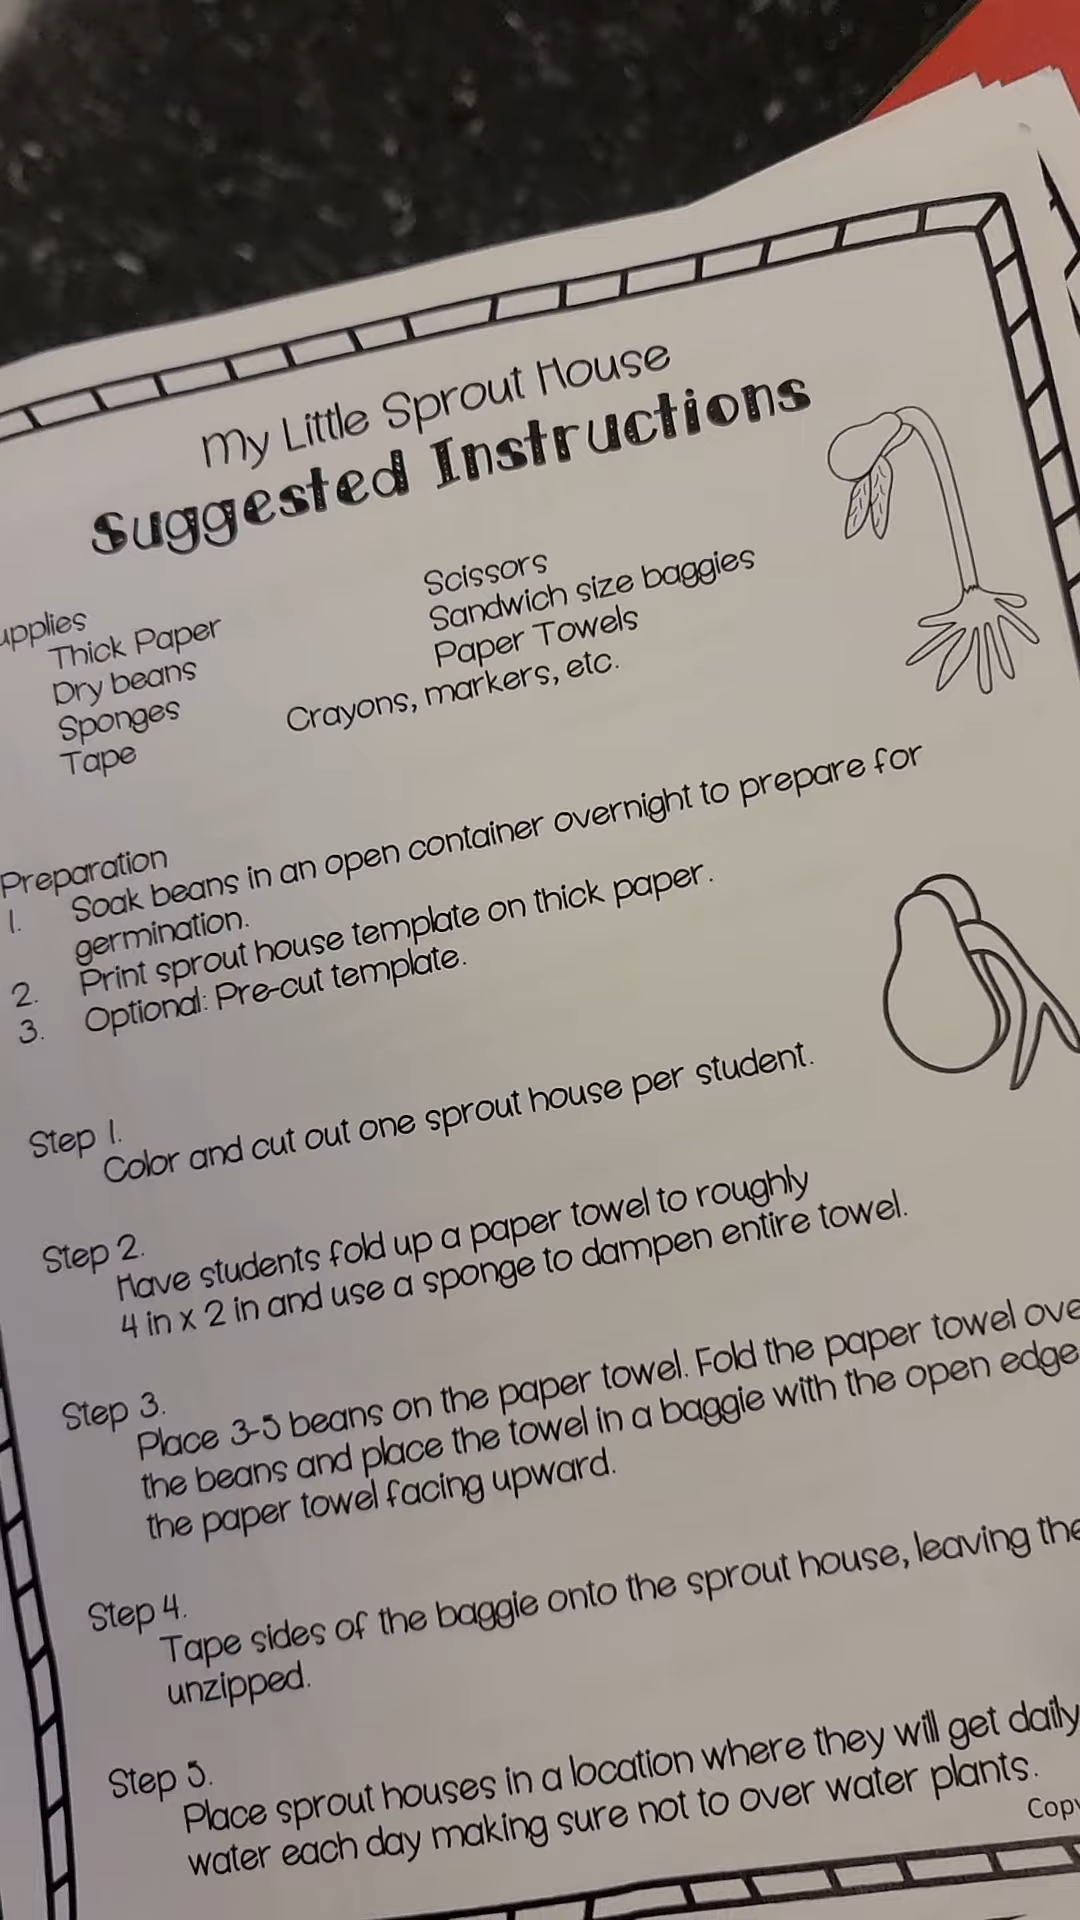 My Little Sprout House
Suggested Instructions
upplies
Thick Paper
Dry beans
Sponges
Tape
Scissors
Sandwich size baggies
Paper Towels
Crayons, markers, etc.
Preparation
1. Soak beans in an open container overnight to prepare for
germination.
2. Print sprout house template on thick paper.
3. Optional: Pre-cut template.
Step 1.
Color and cut out one sprout house per student.
Step 2.
Have students fold up a paper towel to roughly
4 in x 2 in and use a sponge to dampen entire towel.
Step 3.
Place 3-5 beans on the paper towel. Fold the paper towel ove
the beans and place the towel in a baggie with the open edge
the paper towel facing upward.
Step 4.
Tape sides of the baggie onto the sprout house, leaving the
unzipped.
Step 5.
Place sprout houses in a location where they will get daily
water each day making sure not to over water plants.
Copy